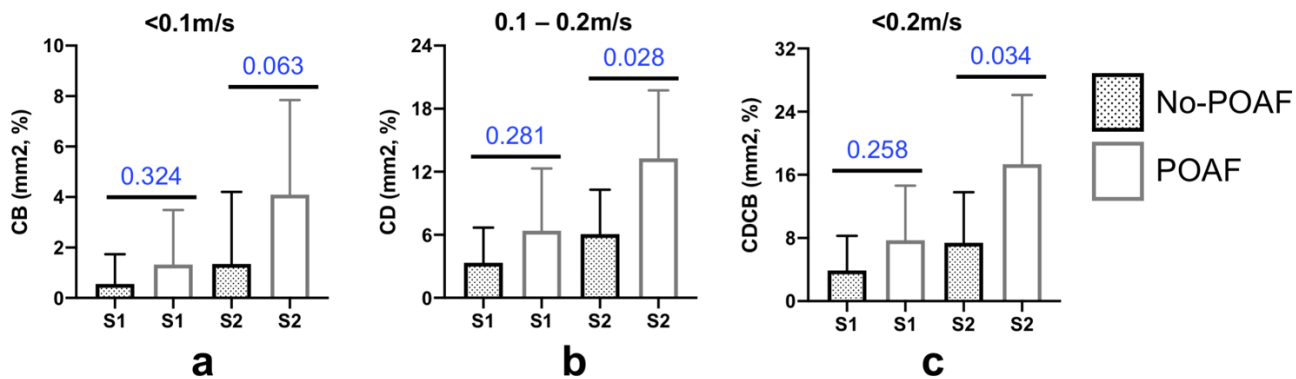 <0.1m/s
10
8
6
4
2
0
CB (mm2, %)
0.324
0.063
S1 S1 S2 S2
a
0.1 – 0.2m/s
24
18
12
6
0
CD (mm2, %)
0.281
0.028
S1 S1 S2 S2
b
<0.2m/s
32
24
16
8
0
CDCB (mm2, %)
0.258
0.034
S1 S1 S2 S2
c
No-POAF
POAF